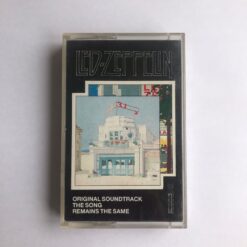 LED-ZEPPELIN
ORIGINAL SOUNDTRACK
THE SONG
REMAINS THE SAME